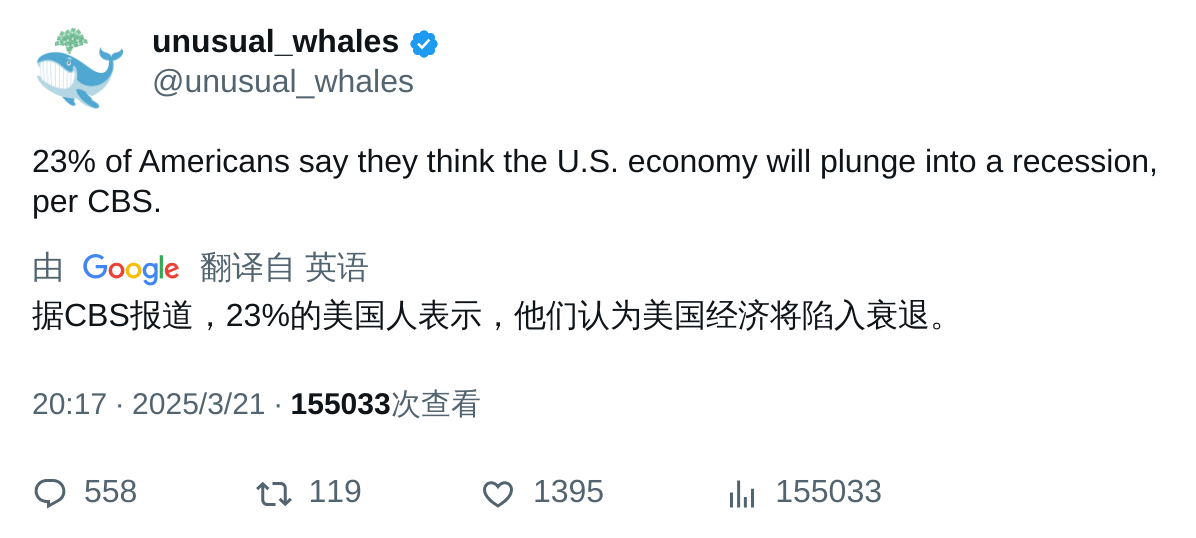 unusual_whales
@unusual_whales
23% of Americans say they think the U.S. economy will plunge into a recession,
per CBS.
由 Google 翻译自 英语
据CBS报道，23%的美国人表示，他们认为美国经济将陷入衰退。
20:17 · 2025/3/21 · 155033次查看
558 119 1395 155033